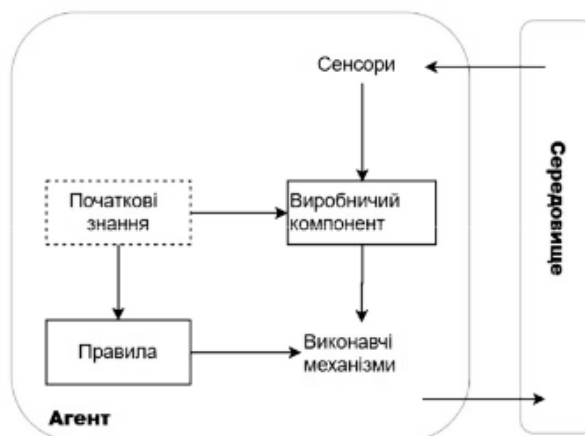 Сенсори
Середовище
Початкові
знання
Виробничий
компонент
Правила
Виконавчі
механізми
Агент